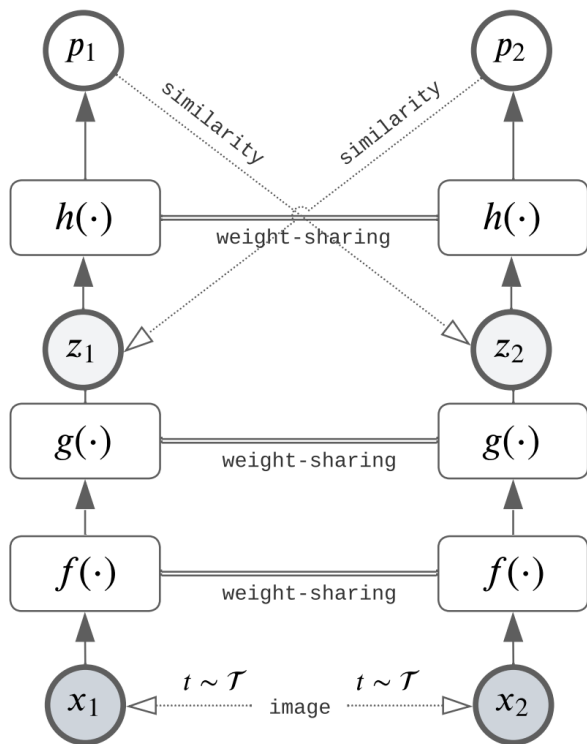 p₁ p₂
similarity similarity
h(·) h(·)
weight-sharing
z₁ z₂
g(·) g(·)
weight-sharing
f(·) f(·)
weight-sharing
t ~ 𝒯 t ~ 𝒯
x₁ image x₂